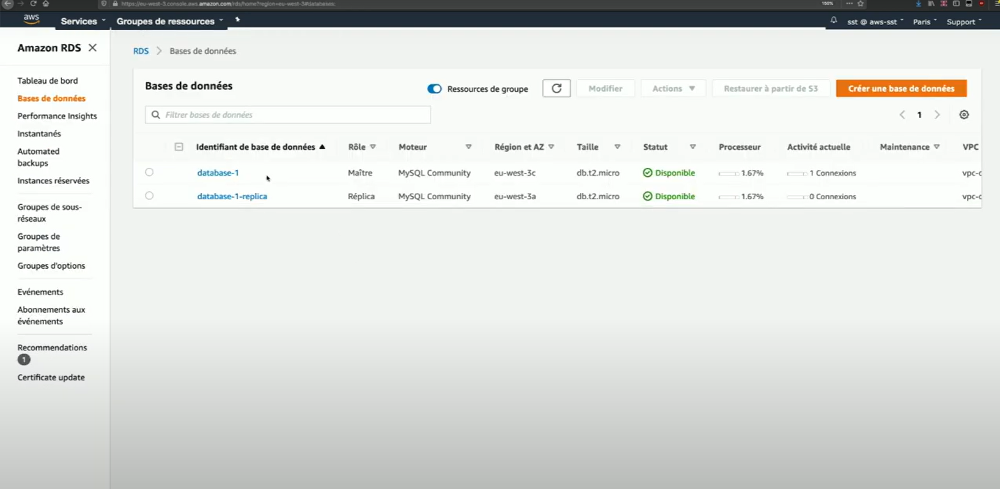 https://eu-west-3.console.aws.amazon.com/rds/home?region=eu-west-3#databases:
150%
aws
Services
Groupes de ressources
sst @ aws-sst
Paris
Support
Amazon RDS
Tableau de bord
Bases de données
Performance Insights
Instantanés
Automated
backups
Instances réservées
Groupes de sous-
réseaux
Groupes de
paramètres
Groupes d'options
Evénements
Abonnements aux
événements
Recommendations
1
Certificate update
RDS > Bases de données
Bases de données
Ressources de groupe
Modifier
Actions
Restaurer à partir de S3
Créer une base de données
Filtrer bases de données
1
Identifiant de base de données Rôle Moteur Région et AZ Taille Statut Processeur Activité actuelle Maintenance VPC
database-1 Maître MySQL Community eu-west-3c db.t2.micro Disponible 1.67% 1 Connexions vpc-c
database-1-replica Réplica MySQL Community eu-west-3a db.t2.micro Disponible 1.67% 0 Connexions vpc-c